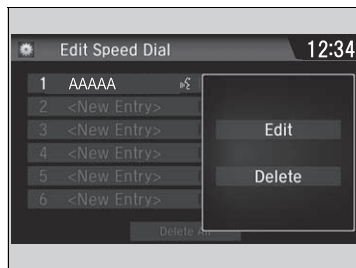 Edit Speed Dial 12:34
1 AAAAA
2 <New Entry>
3 <New Entry>
Edit
4 <New Entry>
5 <New Entry>
Delete
6 <New Entry>
Delete